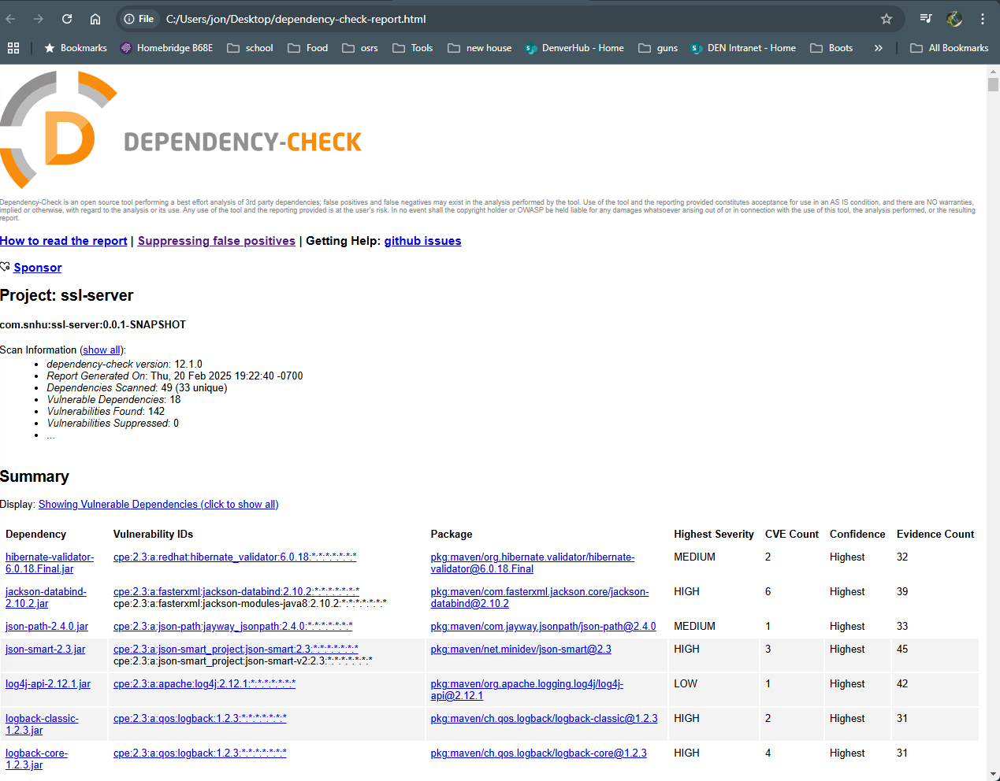 File C:/Users/jon/Desktop/dependency-check-report.html
Bookmarks Homebridge B68E school Food osrs Tools new house DenverHub - Home guns DEN Intranet - Home Boots All Bookmarks
D
DEPENDENCY-CHECK
Dependency-Check is an open source tool performing a best effort analysis of 3rd party dependencies; false positives and false negatives may exist in the analysis performed by the tool. Use of the tool and the reporting provided constitutes acceptance for use in an AS IS condition, and there are NO warranties,
implied or otherwise, with regard to the analysis or its use. Any use of the tool and the reporting provided is at the user's risk. In no event shall the copyright holder or OWASP be held liable for any damages whatsoever arising out of or in connection with the use of this tool, the analysis performed, or the resulting
report.
How to read the report | Suppressing false positives | Getting Help: github issues
Sponsor
Project: ssl-server
com.snhu:ssl-server:0.0.1-SNAPSHOT
Scan Information (show all):
• dependency-check version: 12.1.0
• Report Generated On: Thu, 20 Feb 2025 19:22:40 -0700
• Dependencies Scanned: 49 (33 unique)
• Vulnerable Dependencies: 18
• Vulnerabilities Found: 142
• Vulnerabilities Suppressed: 0
• ...
Summary
Display: Showing Vulnerable Dependencies (click to show all)
Dependency Vulnerability IDs Package Highest Severity CVE Count Confidence Evidence Count
hibernate-validator- cpe:2.3:a:redhat:hibernate_validator:6.0.18:*:*:*:*:*:*:* pkg:maven/org.hibernate.validator/hibernate- MEDIUM 2 Highest 32
6.0.18.Final.jar validator@6.0.18.Final
jackson-databind- cpe:2.3:a:fasterxml:jackson-databind:2.10.2:*:*:*:*:*:*:* pkg:maven/com.fasterxml.jackson.core/jackson- HIGH 6 Highest 39
2.10.2.jar cpe:2.3:a:fasterxml:jackson-modules-java8:2.10.2:*:*:*:*:*:*:* databind@2.10.2
json-path-2.4.0.jar cpe:2.3:a:json-path:jayway_jsonpath:2.4.0:*:*:*:*:*:*:* pkg:maven/com.jayway.jsonpath/json-path@2.4.0 MEDIUM 1 Highest 33
json-smart-2.3.jar cpe:2.3:a:json-smart_project:json-smart:2.3:*:*:*:*:*:*:* pkg:maven/net.minidev/json-smart@2.3 HIGH 3 Highest 45
cpe:2.3:a:json-smart_project:json-smart-v2:2.3:*:*:*:*:*:*:*
log4j-api-2.12.1.jar cpe:2.3:a:apache:log4j:2.12.1:*:*:*:*:*:*:* pkg:maven/org.apache.logging.log4j/log4j- LOW 1 Highest 42
api@2.12.1
logback-classic- cpe:2.3:a:qos:logback:1.2.3:*:*:*:*:*:*:* pkg:maven/ch.qos.logback/logback-classic@1.2.3 HIGH 2 Highest 31
1.2.3.jar
logback-core- cpe:2.3:a:qos:logback:1.2.3:*:*:*:*:*:*:* pkg:maven/ch.qos.logback/logback-core@1.2.3 HIGH 4 Highest 31
1.2.3.jar